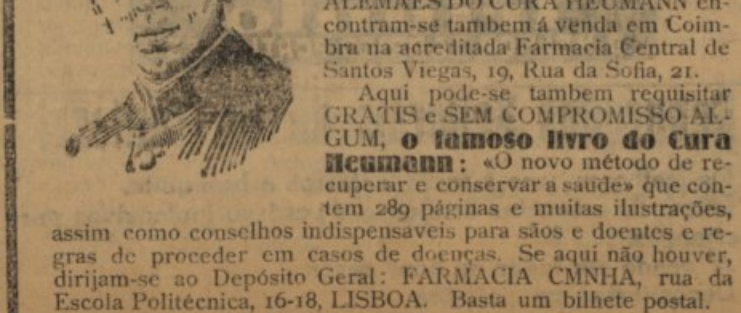 ALEMÃES DO CURA HEUMANN en-
contram-se tambem á venda em Coim-
bra na acreditada Farmacia Central de
Santos Viegas, 19, Rua da Sofia, 21.
Aqui pode-se tambem requisitar
GRATIS e SEM COMPROMISSO AL-
GUM, o famoso livro do Cura
Heumann: «O novo método de re-
cuperar e conservar a saude» que con-
tem 289 páginas e muitas ilustrações,
assim como conselhos indispensaveis para sãos e doentes e re-
gras de proceder em casos de doenças. Se aqui não houver,
dirijam-se ao Depósito Geral: FARMACIA CMNHA, rua da
Escola Politécnica, 16-18, LISBOA. Basta um bilhete postal.